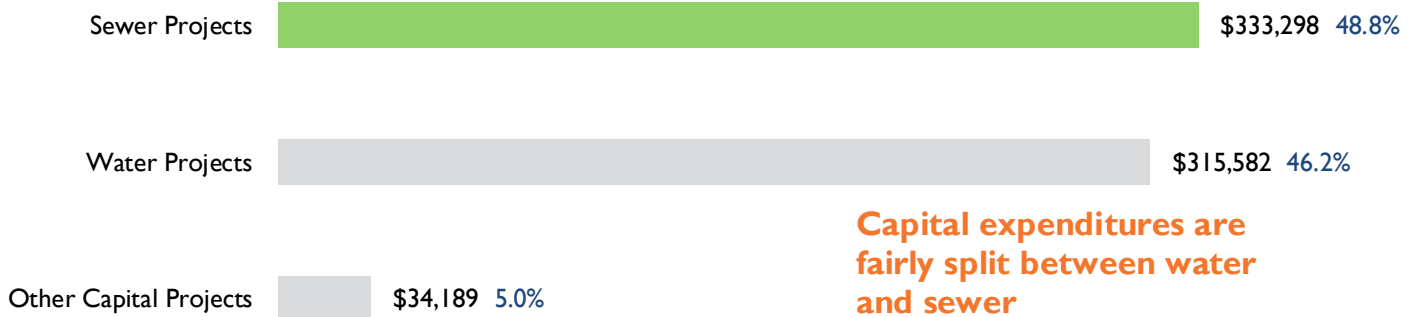 Sewer Projects $333,298 48.8%
Water Projects $315,582 46.2%
Capital expenditures are
fairly split between water
and sewer
Other Capital Projects $34,189 5.0%